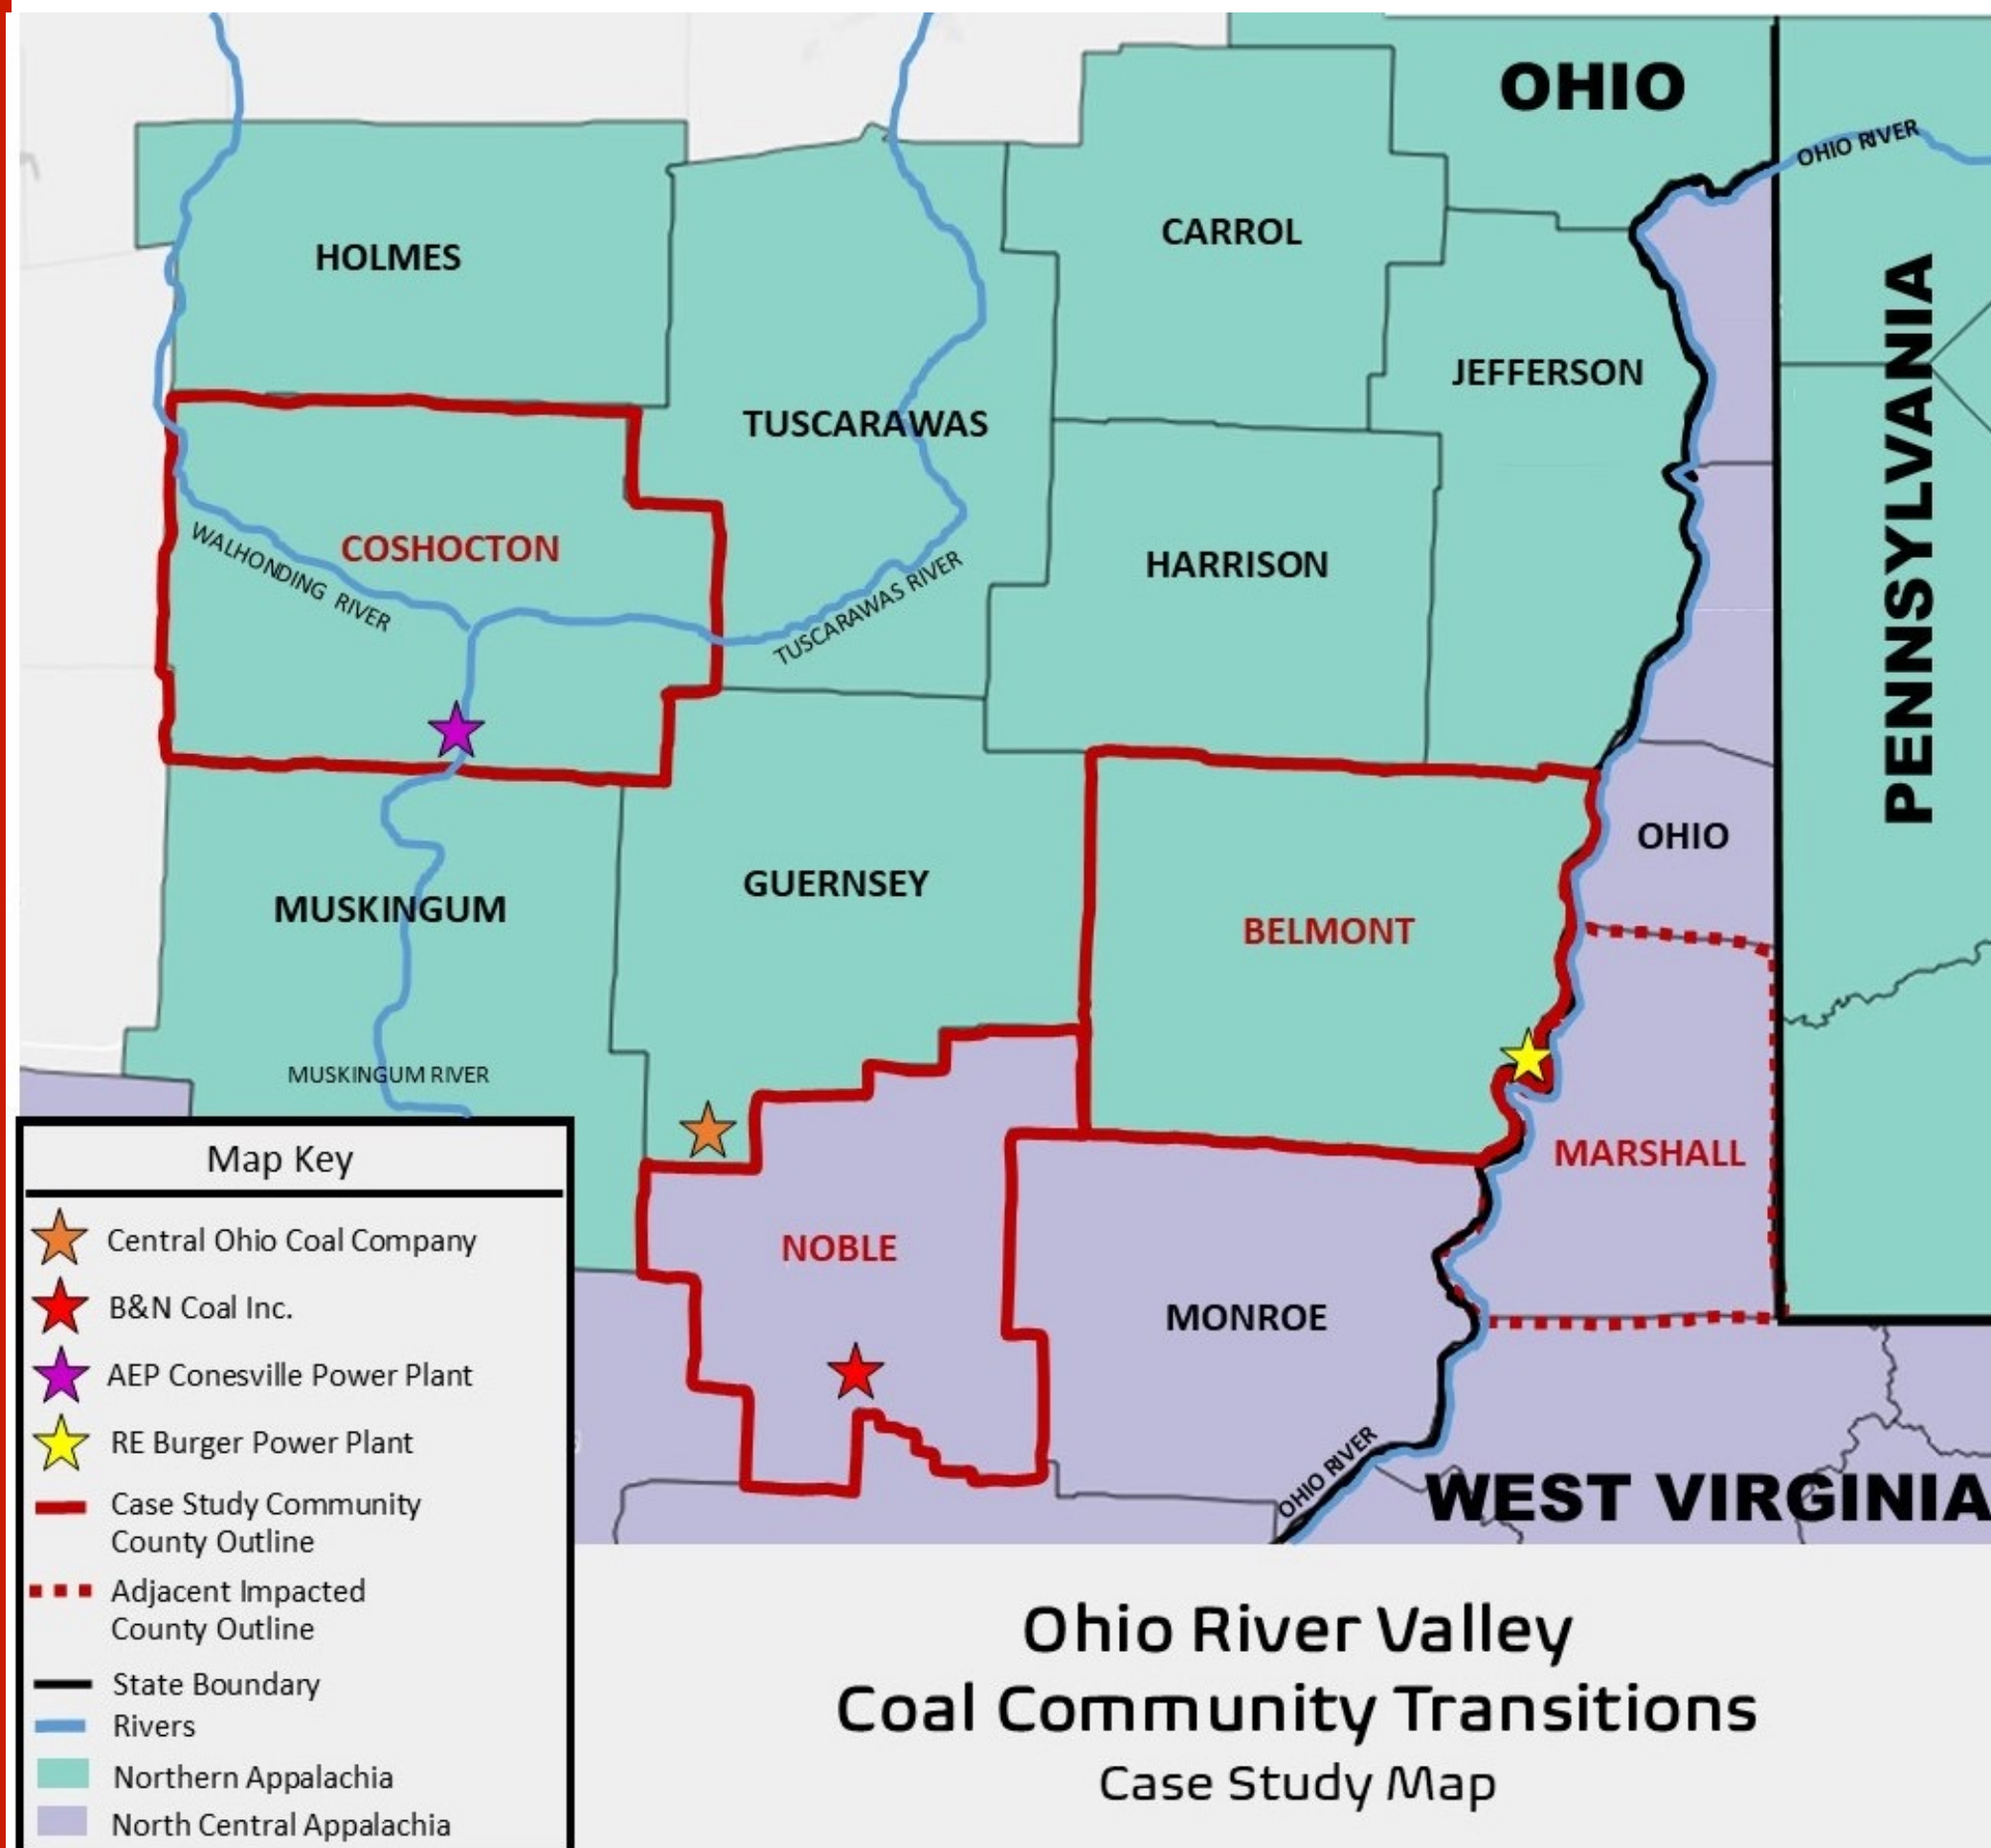 OHIO
OHIO RIVER
HOLMES
CARROL
PENNSYLVANIA
JEFFERSON
TUSCARAWAS
COSHOCTON
WALHONDING RIVER
HARRISON
TUSCARAWAS RIVER
OHIO
GUERNSEY
MUSKINGUM
BELMONT
MUSKINGUM RIVER
MARSHALL
NOBLE
MONROE
OHIO RIVER
WEST VIRGINIA
Map Key
Central Ohio Coal Company
B&N Coal Inc.
AEP Conesville Power Plant
RE Burger Power Plant
Case Study Community
County Outline
Adjacent Impacted
County Outline
State Boundary
Rivers
Northern Appalachia
North Central Appalachia
Ohio River Valley
Coal Community Transitions
Case Study Map